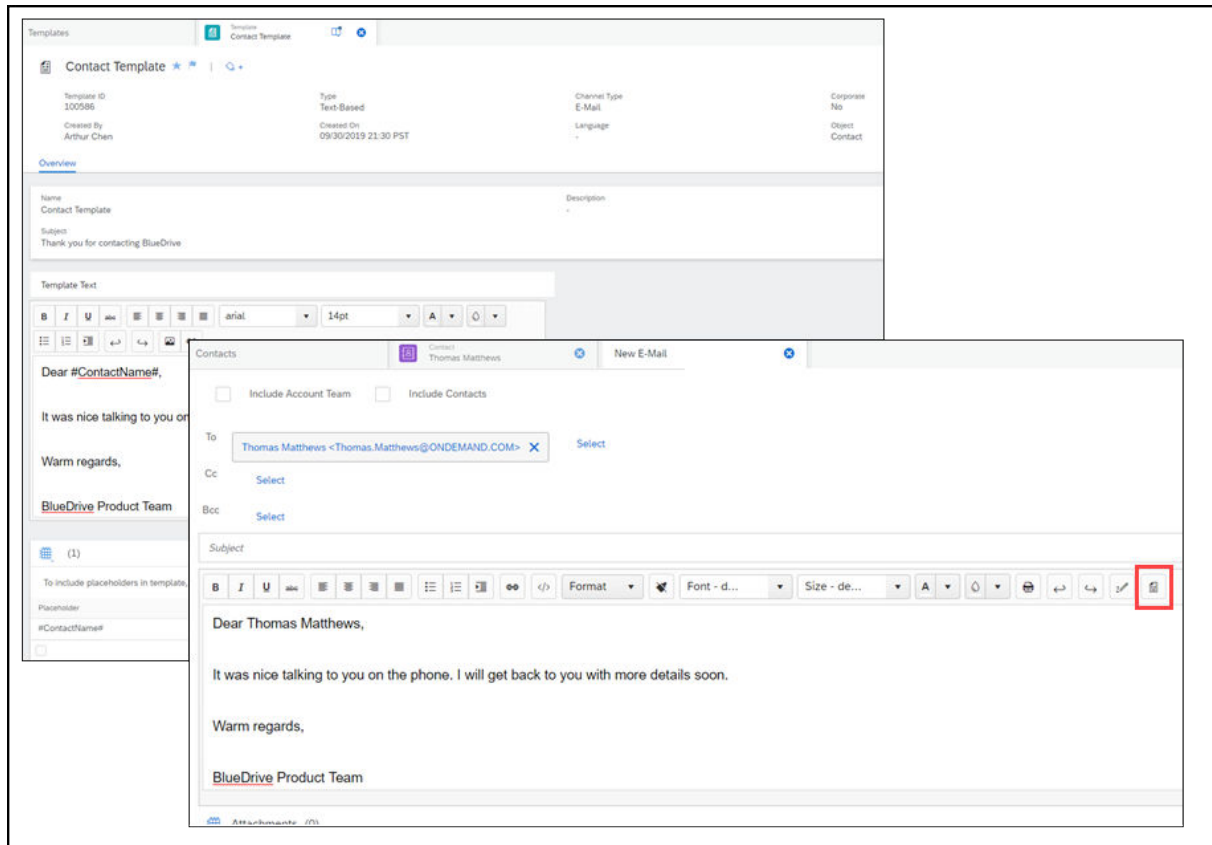 Templates
Template
Contact Template
Contact Template
Template ID
100586
Type
Text-Based
Channel Type
E-Mail
Corporate
No
Created By
Arthur Chen
Created On
09/30/2019 21:30 PST
Language
-
Object
Contact
Overview
Name
Contact Template
Description
-
Subject
Thank you for contacting BlueDrive
Template Text
B I U abc arial 14pt A
Dear #ContactName#,
It was nice talking to you on
Warm regards,
BlueDrive Product Team
(1)
To include placeholders in template,
Placeholder
#ContactName#
Contacts
Contact
Thomas Matthews
New E-Mail
Include Account Team Include Contacts
To Thomas Matthews <Thomas.Matthews@ONDEMAND.COM> Select
Cc Select
Bcc Select
Subject
B I U abc </> Format Font - d... Size - de... A
Dear Thomas Matthews,
It was nice talking to you on the phone. I will get back to you with more details soon.
Warm regards,
BlueDrive Product Team
Attachments (0)